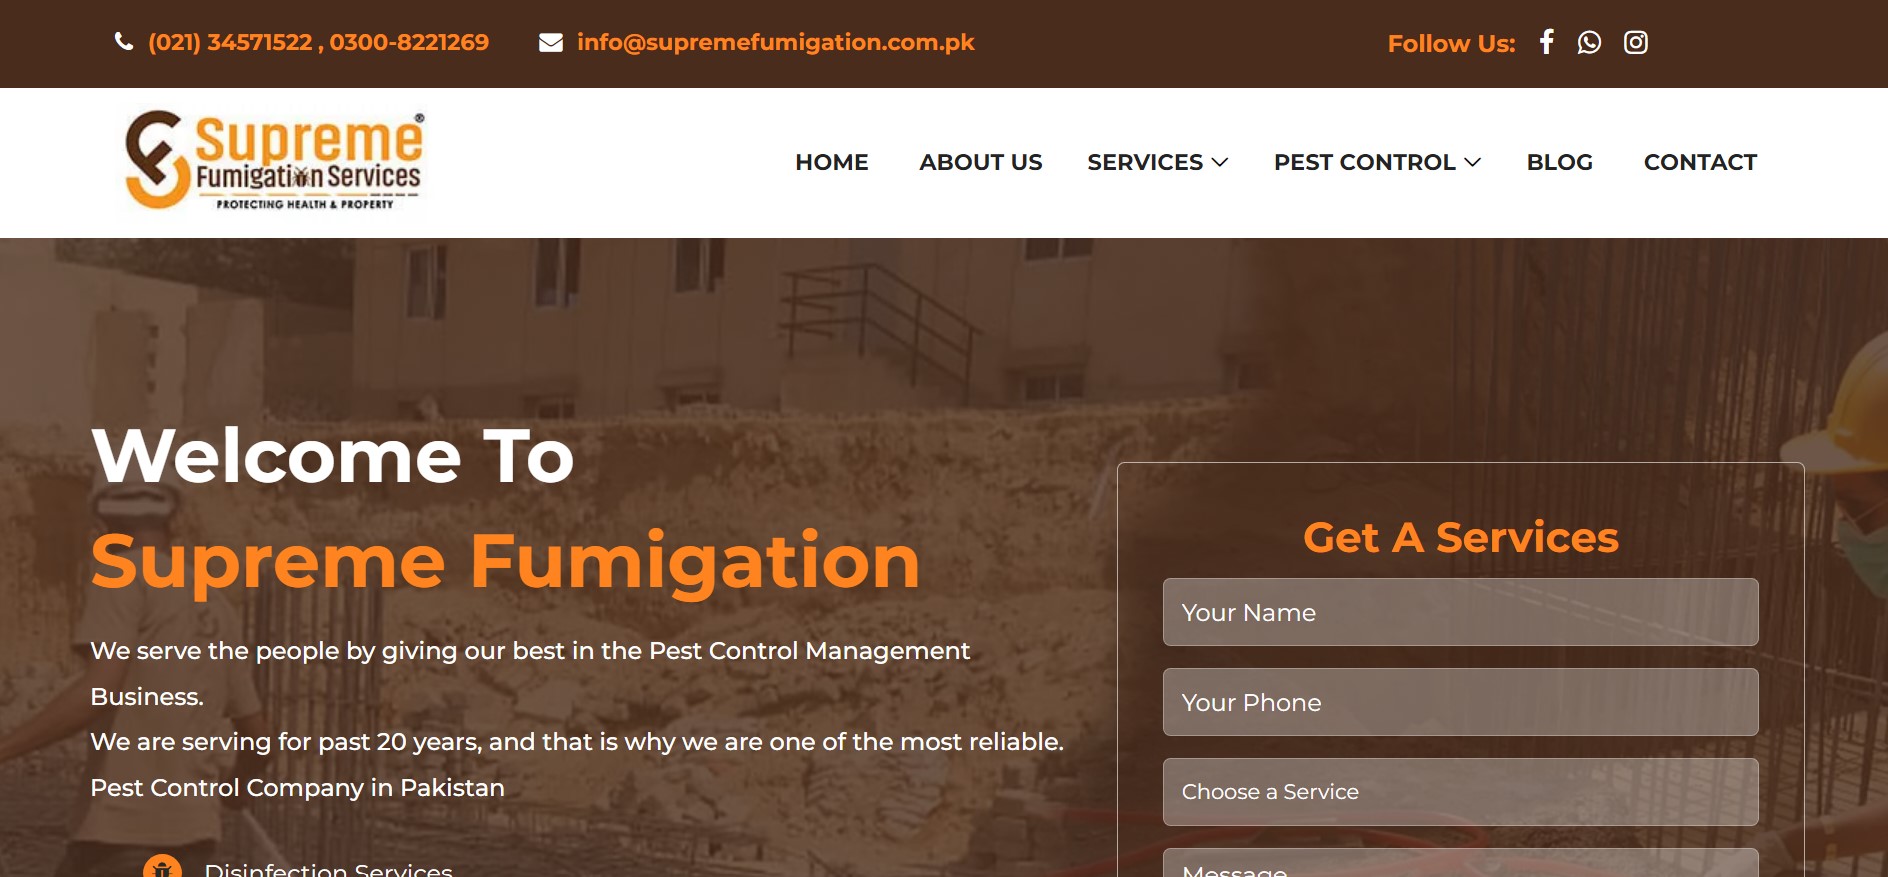 (021) 34571522 , 0300-8221269
info@supremefumigation.com.pk
Follow Us:
Supreme®
Fumigation Services
PROTECTING HEALTH & PROPERTY
HOME
ABOUT US
SERVICES
PEST CONTROL
BLOG
CONTACT
Welcome To
Supreme Fumigation
We serve the people by giving our best in the Pest Control Management
Business.
We are serving for past 20 years, and that is why we are one of the most reliable.
Pest Control Company in Pakistan
Disinfection Services
Get A Services
Your Name
Your Phone
Choose a Service
Message